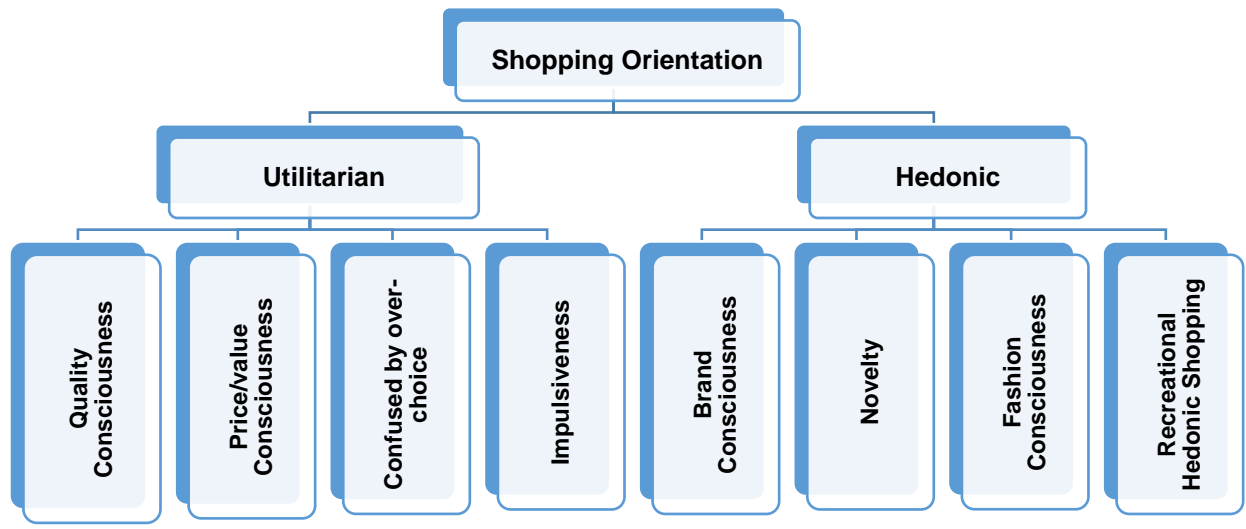 Shopping Orientation
Utilitarian
Hedonic
Quality
Consciousness
Price/value
Consciousness
Confused by over-
choice
Impulsiveness
Brand
Consciousness
Novelty
Fashion
Consciousness
Recreational
Hedonic Shopping